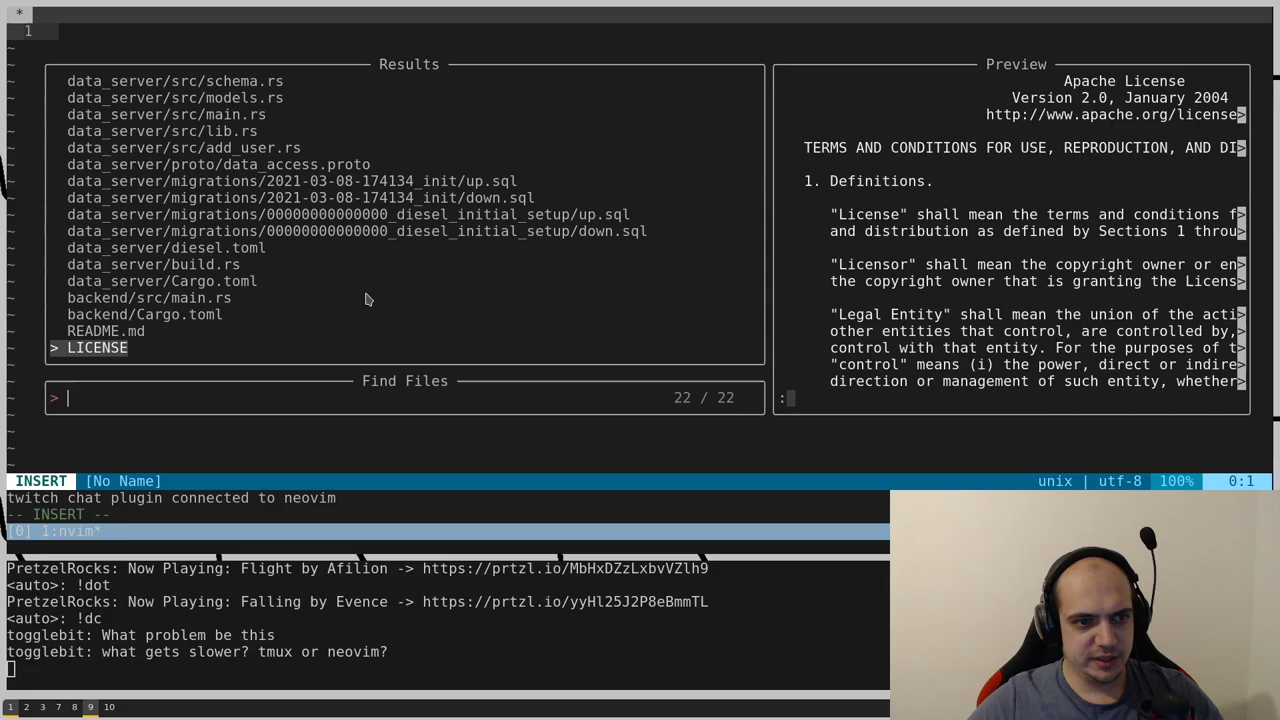 *
1
Results
data_server/src/schema.rs
data_server/src/models.rs
data_server/src/main.rs
data_server/src/lib.rs
data_server/src/add_user.rs
data_server/proto/data_access.proto
data_server/migrations/2021-03-08-174134_init/up.sql
data_server/migrations/2021-03-08-174134_init/down.sql
data_server/migrations/00000000000000_diesel_initial_setup/up.sql
data_server/migrations/00000000000000_diesel_initial_setup/down.sql
data_server/diesel.toml
data_server/build.rs
data_server/Cargo.toml
backend/src/main.rs
backend/Cargo.toml
README.md
> LICENSE
Find Files
> 22 / 22
Preview
Apache License
Version 2.0, January 2004
http://www.apache.org/license>
TERMS AND CONDITIONS FOR USE, REPRODUCTION, AND DI>
1. Definitions.
"License" shall mean the terms and conditions f>
and distribution as defined by Sections 1 throu>
"Licensor" shall mean the copyright owner or en>
the copyright owner that is granting the Licens>
"Legal Entity" shall mean the union of the acti>
other entities that control, are controlled by,>
control with that entity. For the purposes of t>
"control" means (i) the power, direct or indire>
direction or management of such entity, whether>
:
INSERT [No Name] unix | utf-8 100% 0:1
twitch chat plugin connected to neovim
-- INSERT --
[0] 1:nvim*
PretzelRocks: Now Playing: Flight by Afilion -> https://prtzl.io/MbHxDZzLxbvVZlh9
<auto>: !dot
PretzelRocks: Now Playing: Falling by Evence -> https://prtzl.io/yyHl25J2P8eBmmTL
<auto>: !dc
togglebit: What problem be this
togglebit: what gets slower? tmux or neovim?
1 2 3 7 8 9 10